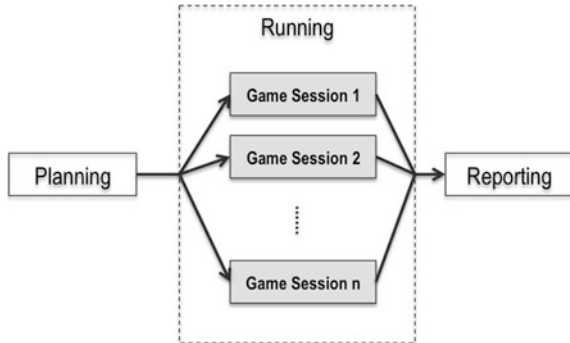 Running
Game Session 1
Game Session 2
Planning
Reporting
Game Session n